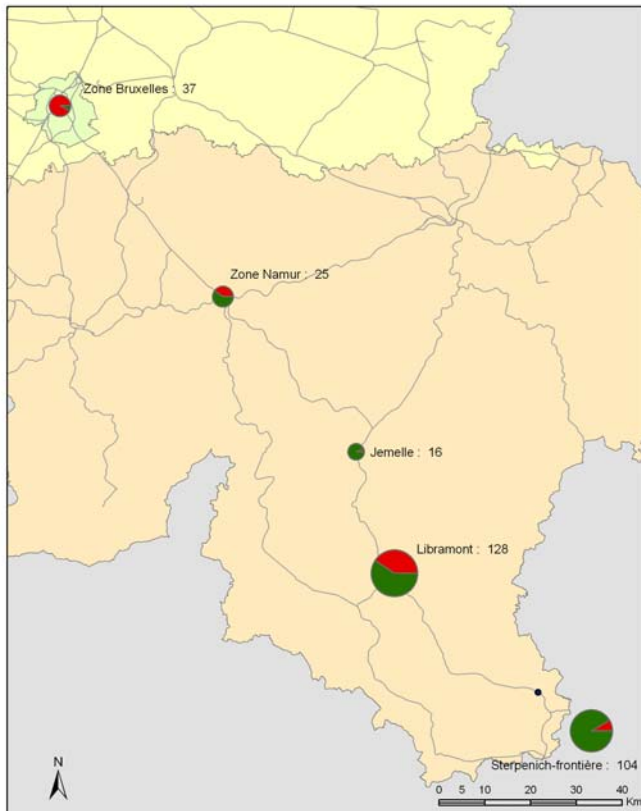 Zone Bruxelles : 37
Zone Namur : 25
Jemelle : 16
Libramont : 128
Sterpenich-frontière : 104
N
0 5 10 20 30 40
Km